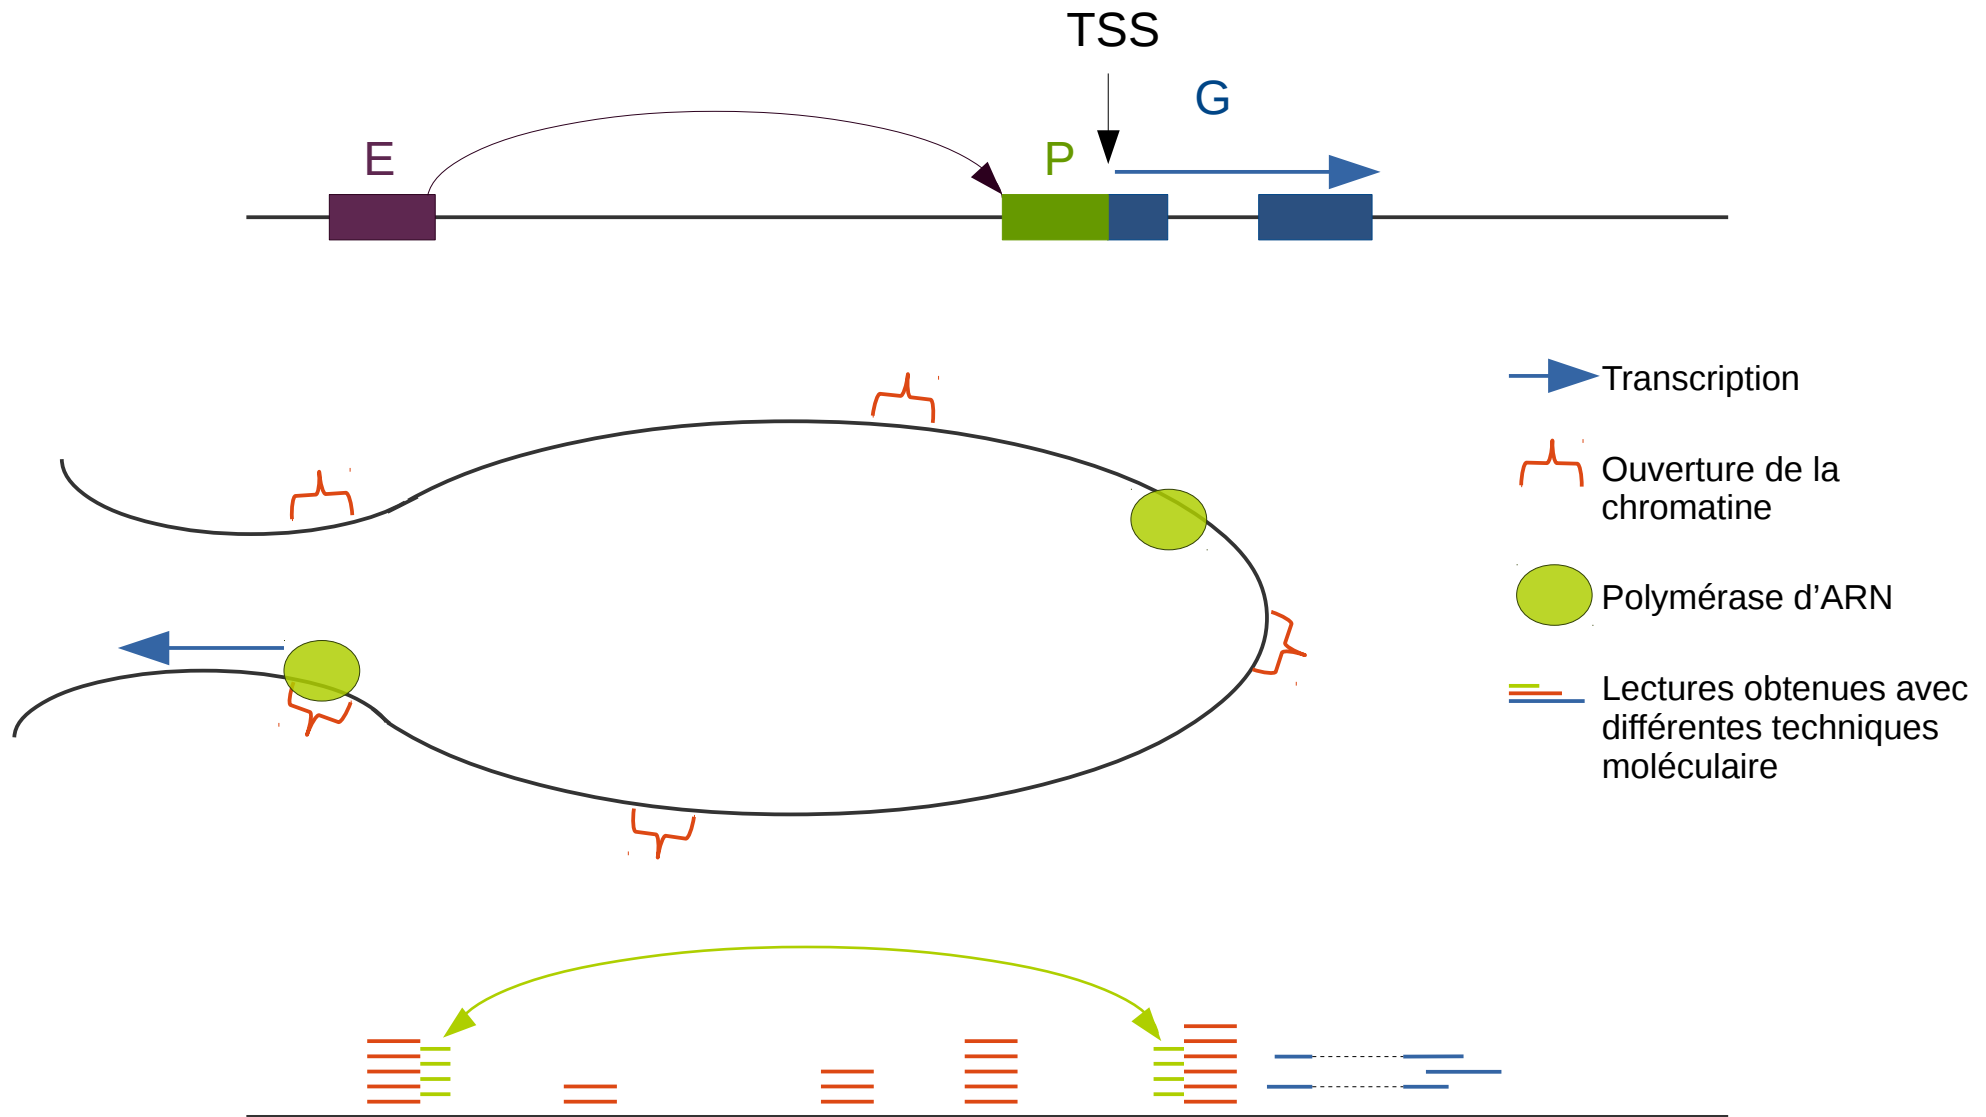 TSS
G
E
P
Transcription
Ouverture de la
chromatine
Polymérase d’ARN
Lectures obtenues avec
différentes techniques
moléculaire